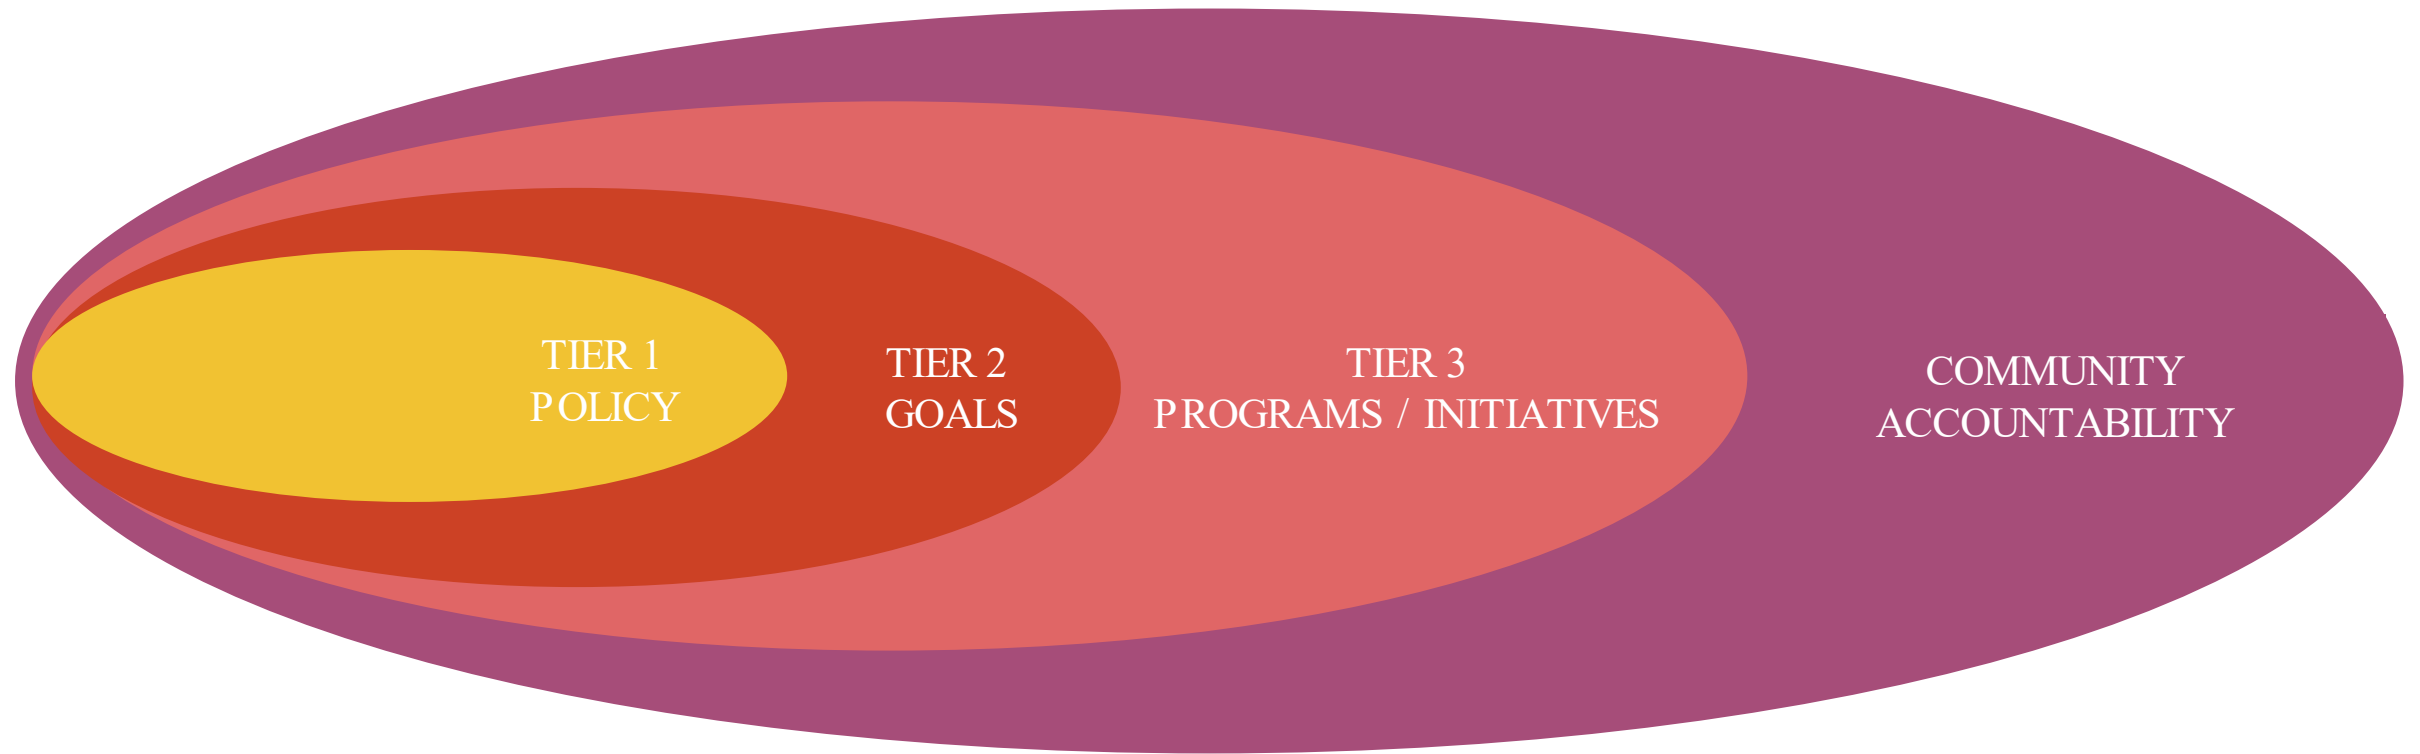 TIER 1
POLICY
TIER 2
GOALS
TIER 3
PROGRAMS / INITIATIVES
COMMUNITY
ACCOUNTABILITY